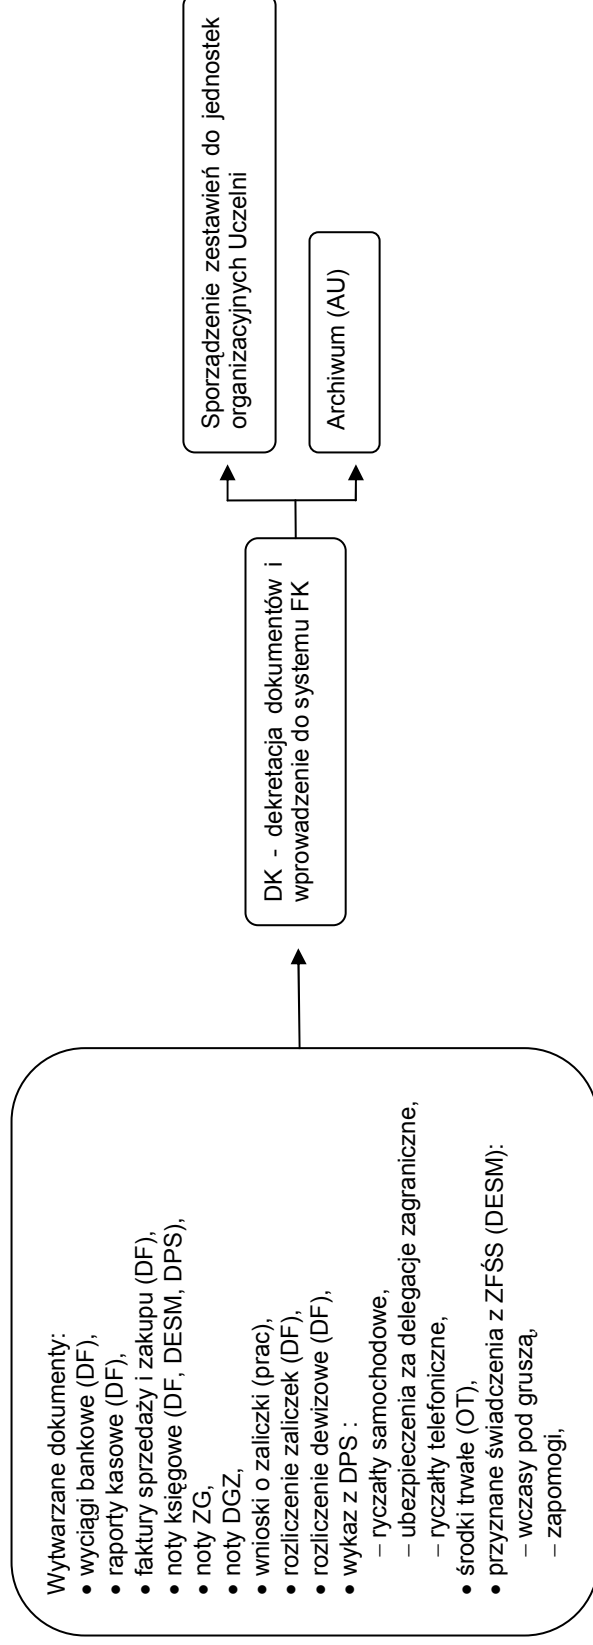 Wytwarzane dokumenty:
• wyciągi bankowe (DF),
• raporty kasowe (DF),
• faktury sprzedaży i zakupu (DF),
• noty księgowe (DF, DESM, DPS),
• noty ZG,
• noty DGZ,
• wnioski o zaliczki (prac),
• rozliczenie zaliczek (DF),
• rozliczenie dewizowe (DF),
• wykaz z DPS :
– ryczałty samochodowe,
– ubezpieczenia za delegacje zagraniczne,
– ryczałty telefoniczne,
• środki trwałe (OT),
• przyznane świadczenia z ZFŚS (DESM):
– wczasy pod gruszą,
– zapomogi,
DK - dekretacja dokumentów i
wprowadzenie do systemu FK
Sporządzenie zestawień do jednostek
organizacyjnych Uczelni
Archiwum (AU)